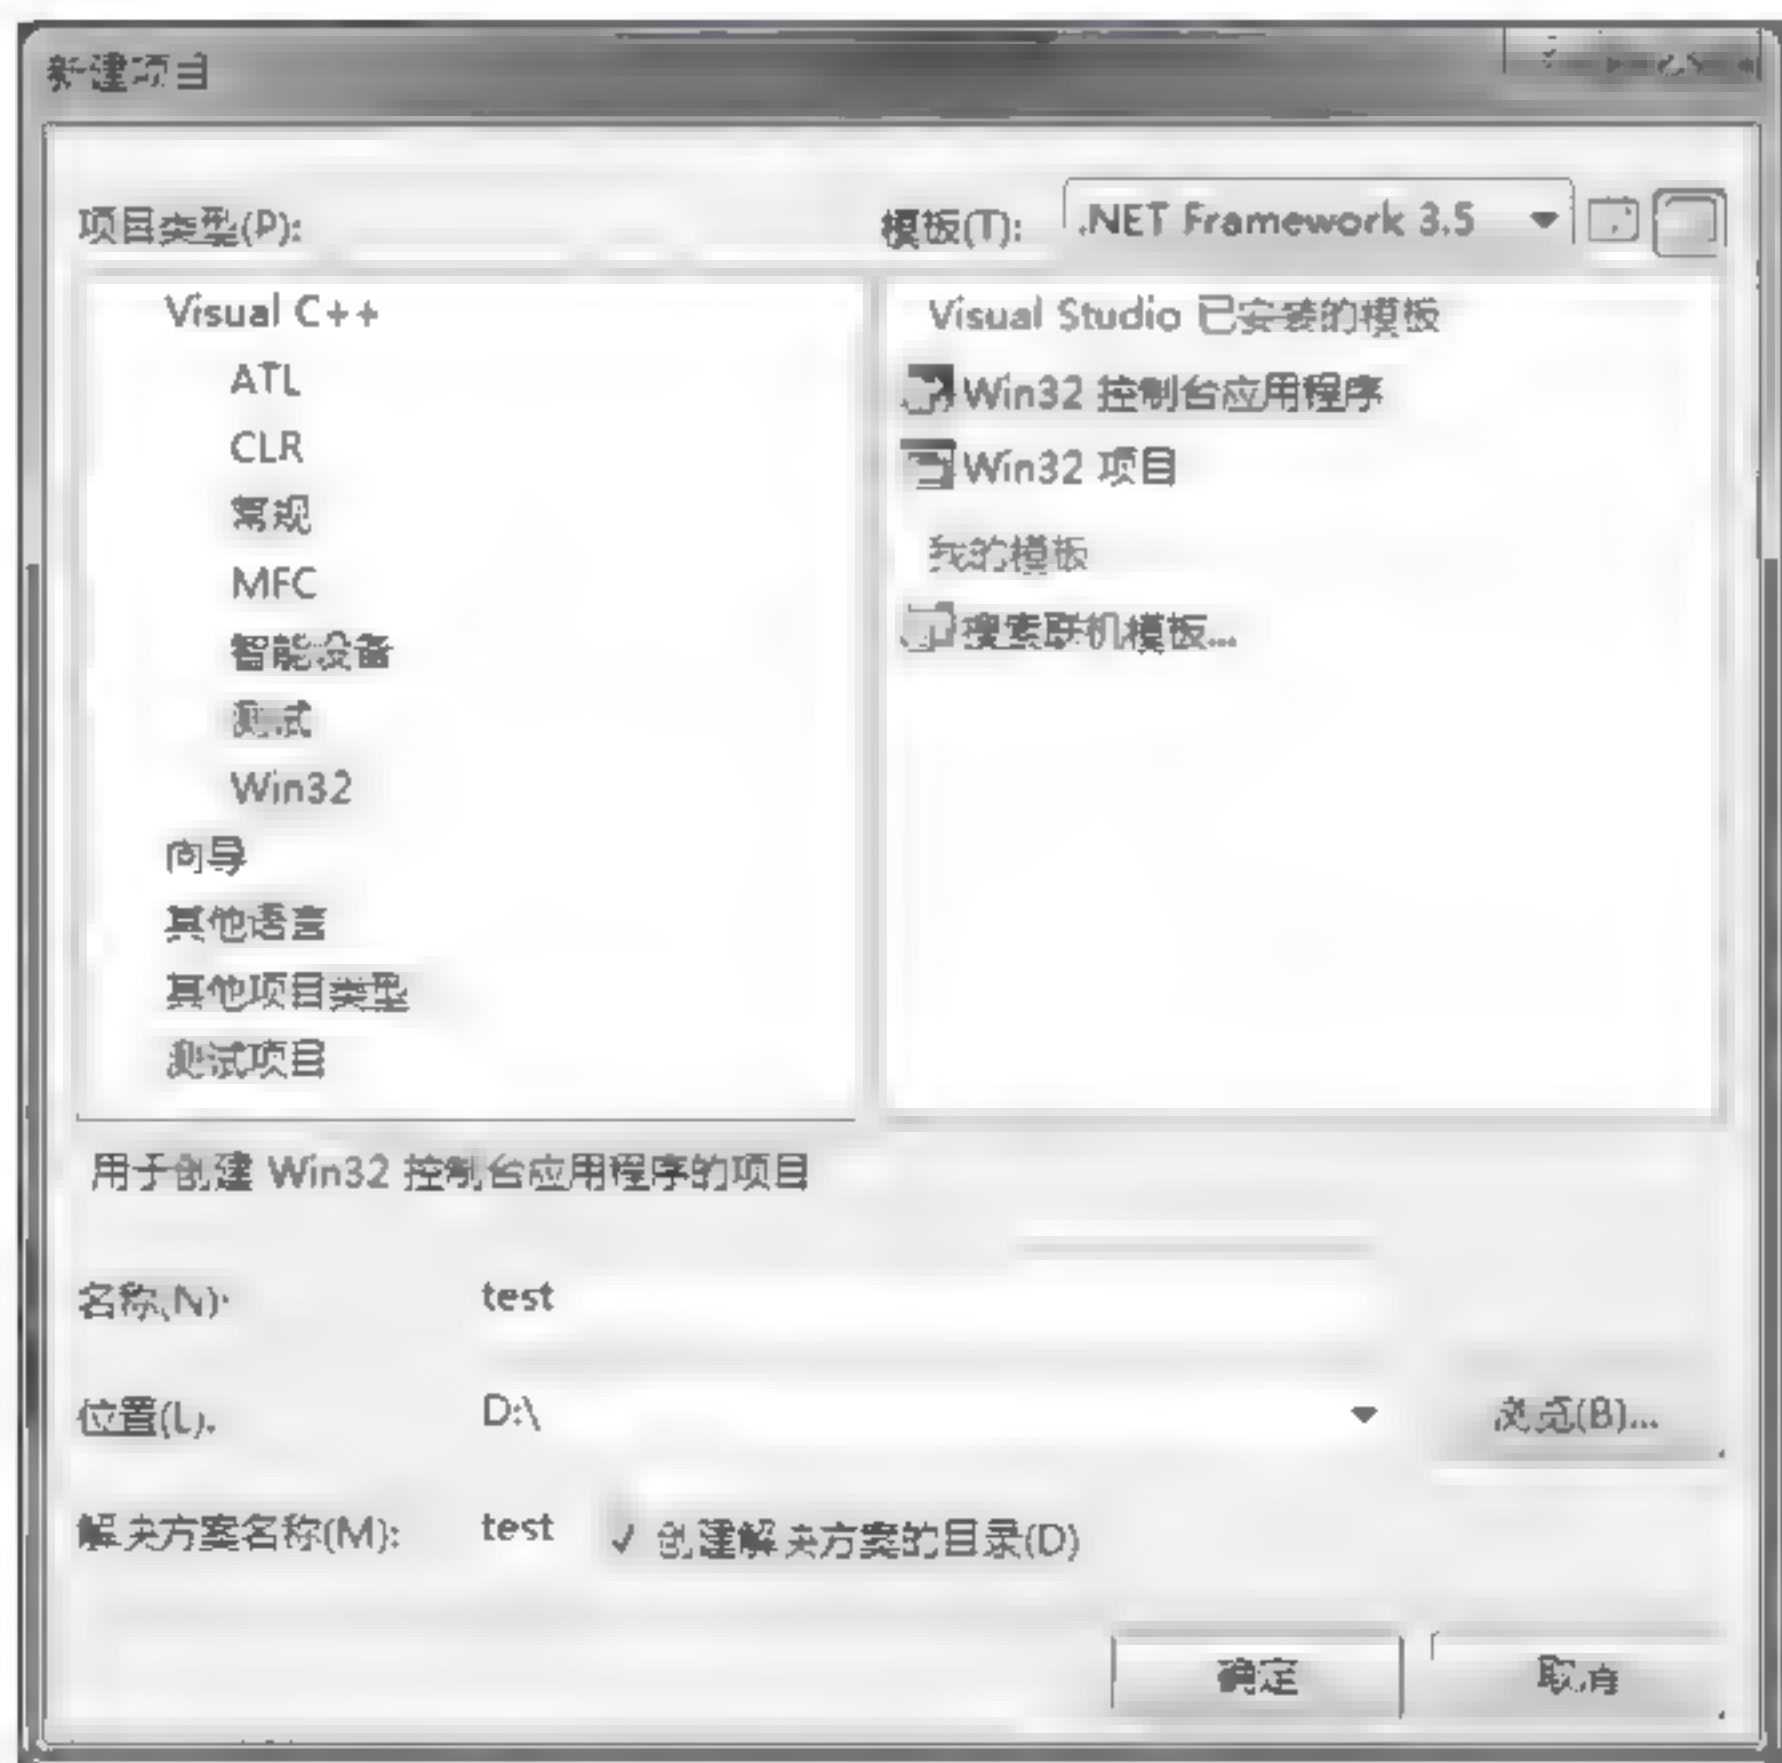 新建项目
项目类型(P):
模板(T): .NET Framework 3.5
Visual C++
ATL
CLR
常规
MFC
智能设备
测试
Win32
向导
其他语言
其他项目类型
测试项目
Visual Studio 已安装的模板
Win32 控制台应用程序
Win32 项目
我的模板
搜索联机模板...
用于创建 Win32 控制台应用程序的项目
名称(N): test
位置(L): D:\ 浏览(B)...
解决方案名称(M): test ✓ 创建解决方案的目录(D)
确定 取消